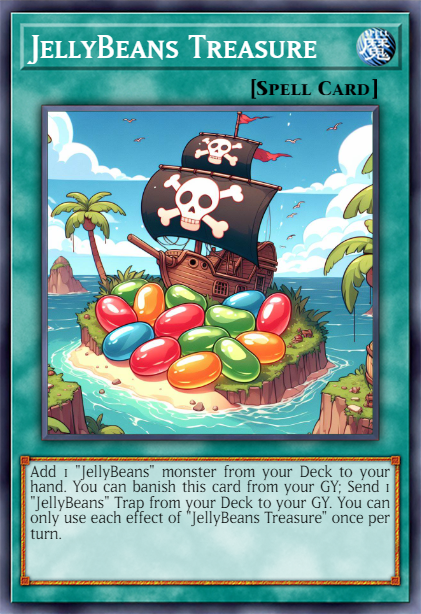 JellyBeans Treasure
魔
[Spell Card]
Add 1 "JellyBeans" monster from your Deck to your
hand. You can banish this card from your GY; Send 1
"JellyBeans" Trap from your Deck to your GY. You can
only use each effect of "JellyBeans Treasure" once per
turn.